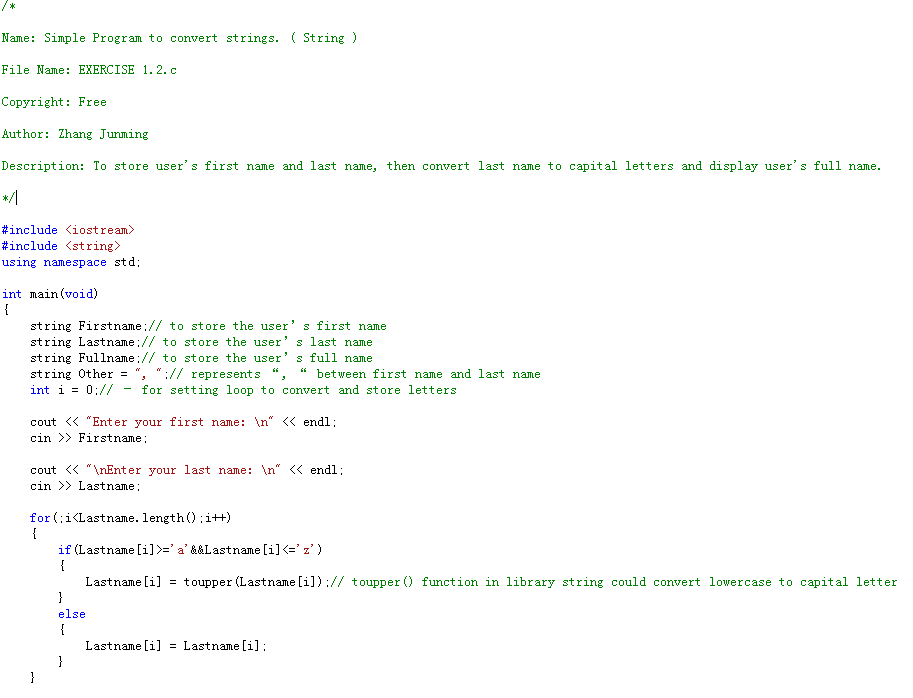 /*
Name: Simple Program to convert strings. ( String )
File Name: EXERCISE 1.2.c
Copyright: Free
Author: Zhang Junming
Description: To store user's first name and last name, then convert last name to capital letters and display user's full name.
*/
#include <iostream>
#include <string>
using namespace std;
int main(void)
{
string Firstname;// to store the user’s first name
string Lastname;// to store the user’s last name
string Fullname;// to store the user’s full name
string Other = ", ";// represents “, “ between first name and last name
int i = 0;// – for setting loop to convert and store letters
cout << "Enter your first name: \n" << endl;
cin >> Firstname;
cout << "\nEnter your last name: \n" << endl;
cin >> Lastname;
for(;i<Lastname.length();i++)
{
if(Lastname[i]>='a'&&Lastname[i]<='z')
{
Lastname[i] = toupper(Lastname[i]);// toupper() function in library string could convert lowercase to capital letter
}
else
{
Lastname[i] = Lastname[i];
}
}